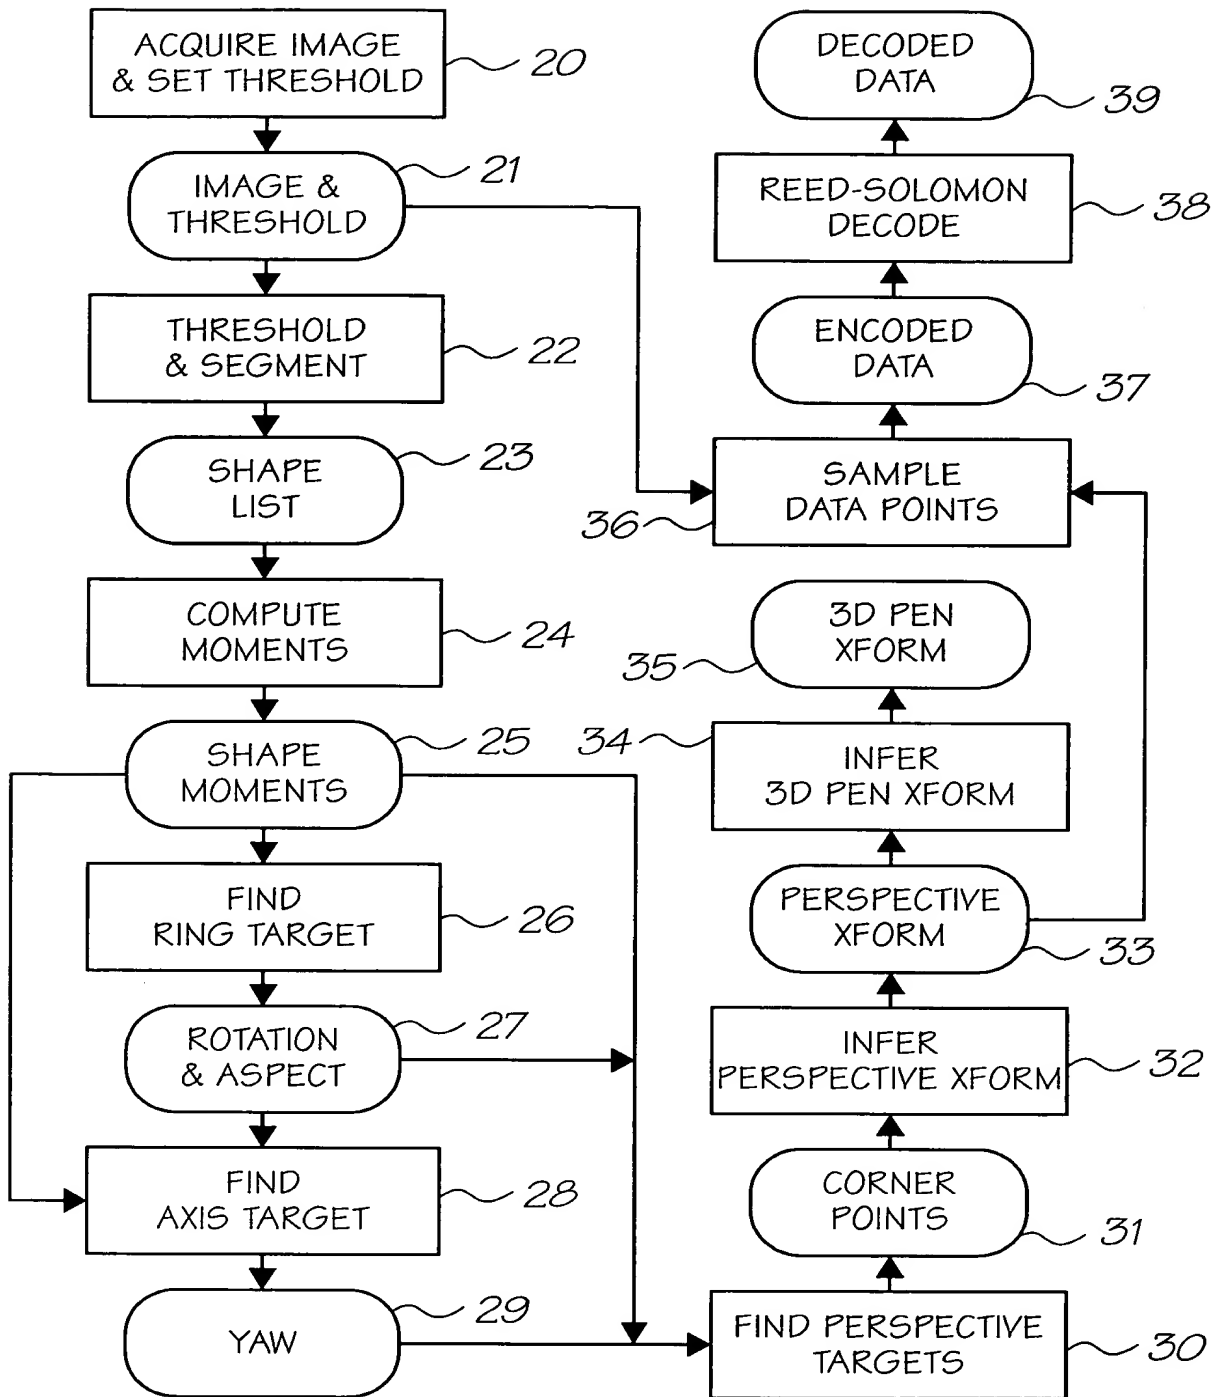 ACQUIRE IMAGE
& SET THRESHOLD
20
IMAGE &
THRESHOLD
21
THRESHOLD
& SEGMENT
22
SHAPE
LIST
23
COMPUTE
MOMENTS
24
SHAPE
MOMENTS
25
FIND
RING TARGET
26
ROTATION
& ASPECT
27
FIND
AXIS TARGET
28
YAW
29
DECODED
DATA
39
REED-SOLOMON
DECODE
38
ENCODED
DATA
37
SAMPLE
DATA POINTS
36
3D PEN
XFORM
35
34
INFER
3D PEN XFORM
PERSPECTIVE
XFORM
33
INFER
PERSPECTIVE XFORM
32
CORNER
POINTS
31
FIND PERSPECTIVE
TARGETS
30